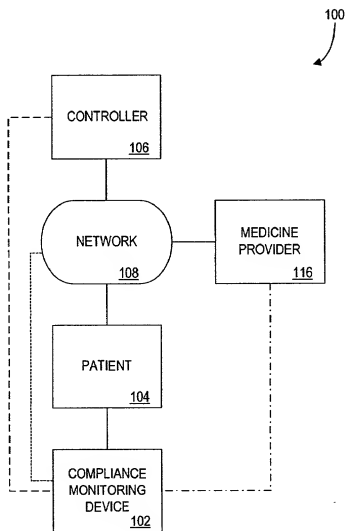 100
CONTROLLER
106
NETWORK
108
MEDICINE
PROVIDER
116
PATIENT
104
COMPLIANCE
MONITORING
DEVICE
102